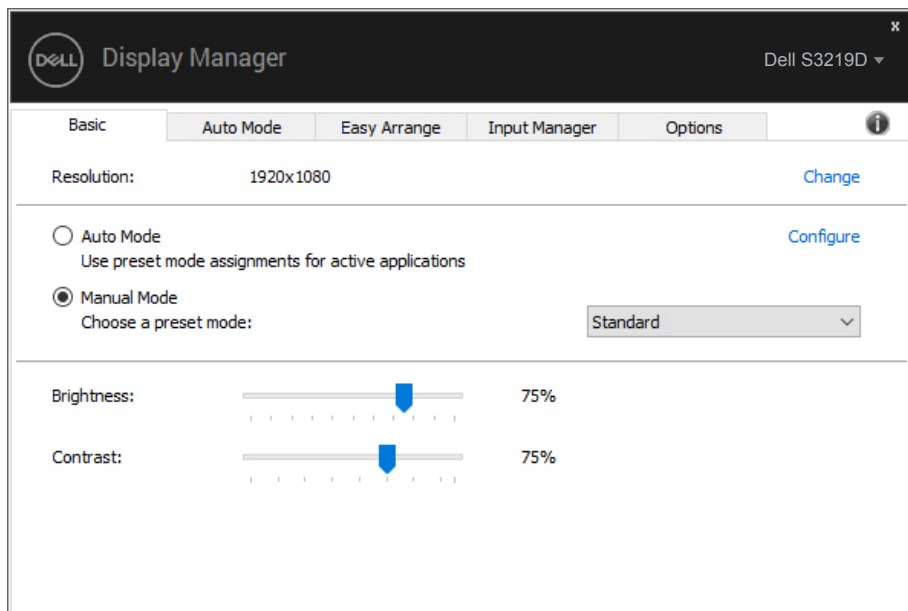 x
DELL Display Manager Dell S3219D
Basic Auto Mode Easy Arrange Input Manager Options i
Resolution: 1920x1080 Change
Auto Mode Configure
Use preset mode assignments for active applications
Manual Mode
Choose a preset mode: Standard
Brightness: 75%
Contrast: 75%